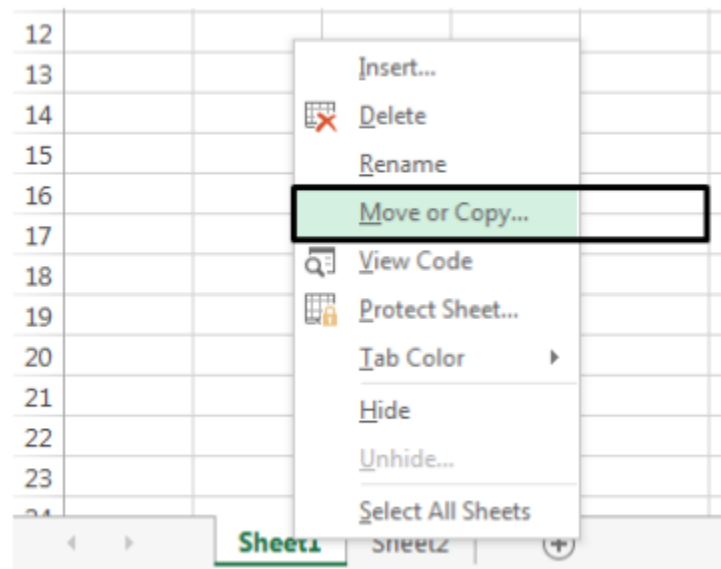 12
13
14
15
16
17
18
19
20
21
22
23
24
Insert...
Delete
Rename
Move or Copy...
View Code
Protect Sheet...
Tab Color
Hide
Unhide...
Select All Sheets
Sheet1 Sheet2